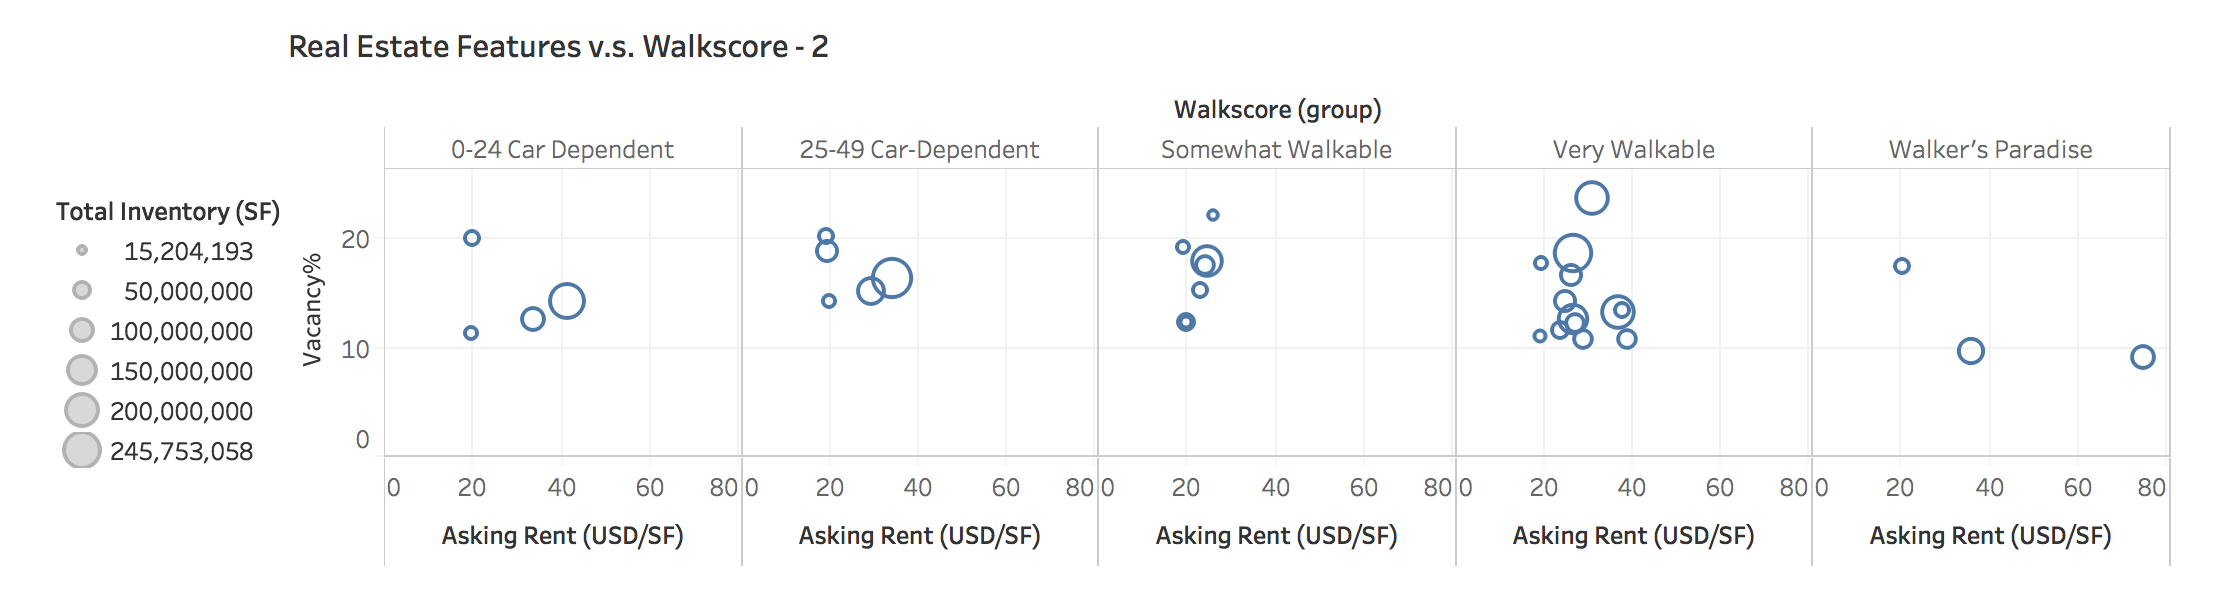 Real Estate Features v.s. Walkscore - 2
Walkscore (group)
0-24 Car Dependent 25-49 Car-Dependent Somewhat Walkable Very Walkable Walker’s Paradise
Total Inventory (SF)
15,204,193
50,000,000
100,000,000
150,000,000
200,000,000
245,753,058
Vacancy%
20
10
0
0 20 40 60 80 0 20 40 60 80 0 20 40 60 80 0 20 40 60 80 0 20 40 60 80
Asking Rent (USD/SF) Asking Rent (USD/SF) Asking Rent (USD/SF) Asking Rent (USD/SF) Asking Rent (USD/SF)